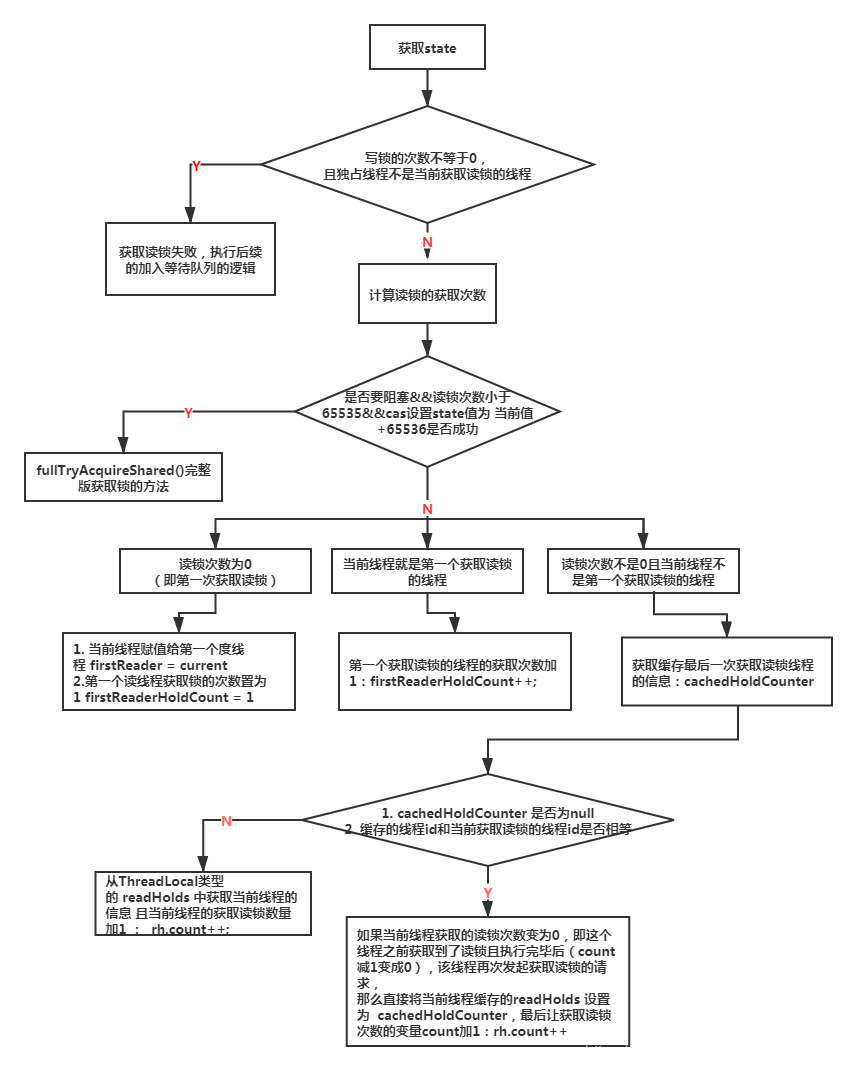 获取state
写锁的次数不等于0，
且独占线程不是当前获取读锁的线程
Y
N
获取读锁失败，执行后续
的加入等待队列的逻辑
计算读锁的获取次数
是否要阻塞&&读锁次数小于
65535&&cas设置state值为 当前值
+65536是否成功
Y
fullTryAcquireShared()完整
版获取锁的方法
N
读锁次数为0
（即第一次获取读锁）
当前线程就是第一个获取读锁
的线程
读锁次数不是0且当前线程不
是第一个获取读锁的线程
1. 当前线程赋值给第一个度线
程 firstReader = current
2.第一个读线程获取锁的次数置为
1 firstReaderHoldCount = 1
第一个获取读锁的线程的获取次数加
1：firstReaderHoldCount++;
获取缓存最后一次获取读锁线程
的信息：cachedHoldCounter
1. cachedHoldCounter 是否为null
2. 缓存的线程id和当前获取读锁的线程id是否相等
N
Y
从ThreadLocal类型
的 readHolds 中获取当前线程的
信息 且当前线程的获取读锁数量
加1 ： rh.count++;
如果当前线程获取的读锁次数变为0，即这个
线程之前获取到了读锁且执行完毕后（count
减1变成0），该线程再次发起获取读锁的请
求，
那么直接将当前线程缓存的readHolds 设置
为 cachedHoldCounter，最后让获取读锁
次数的变量count加1：rh.count++